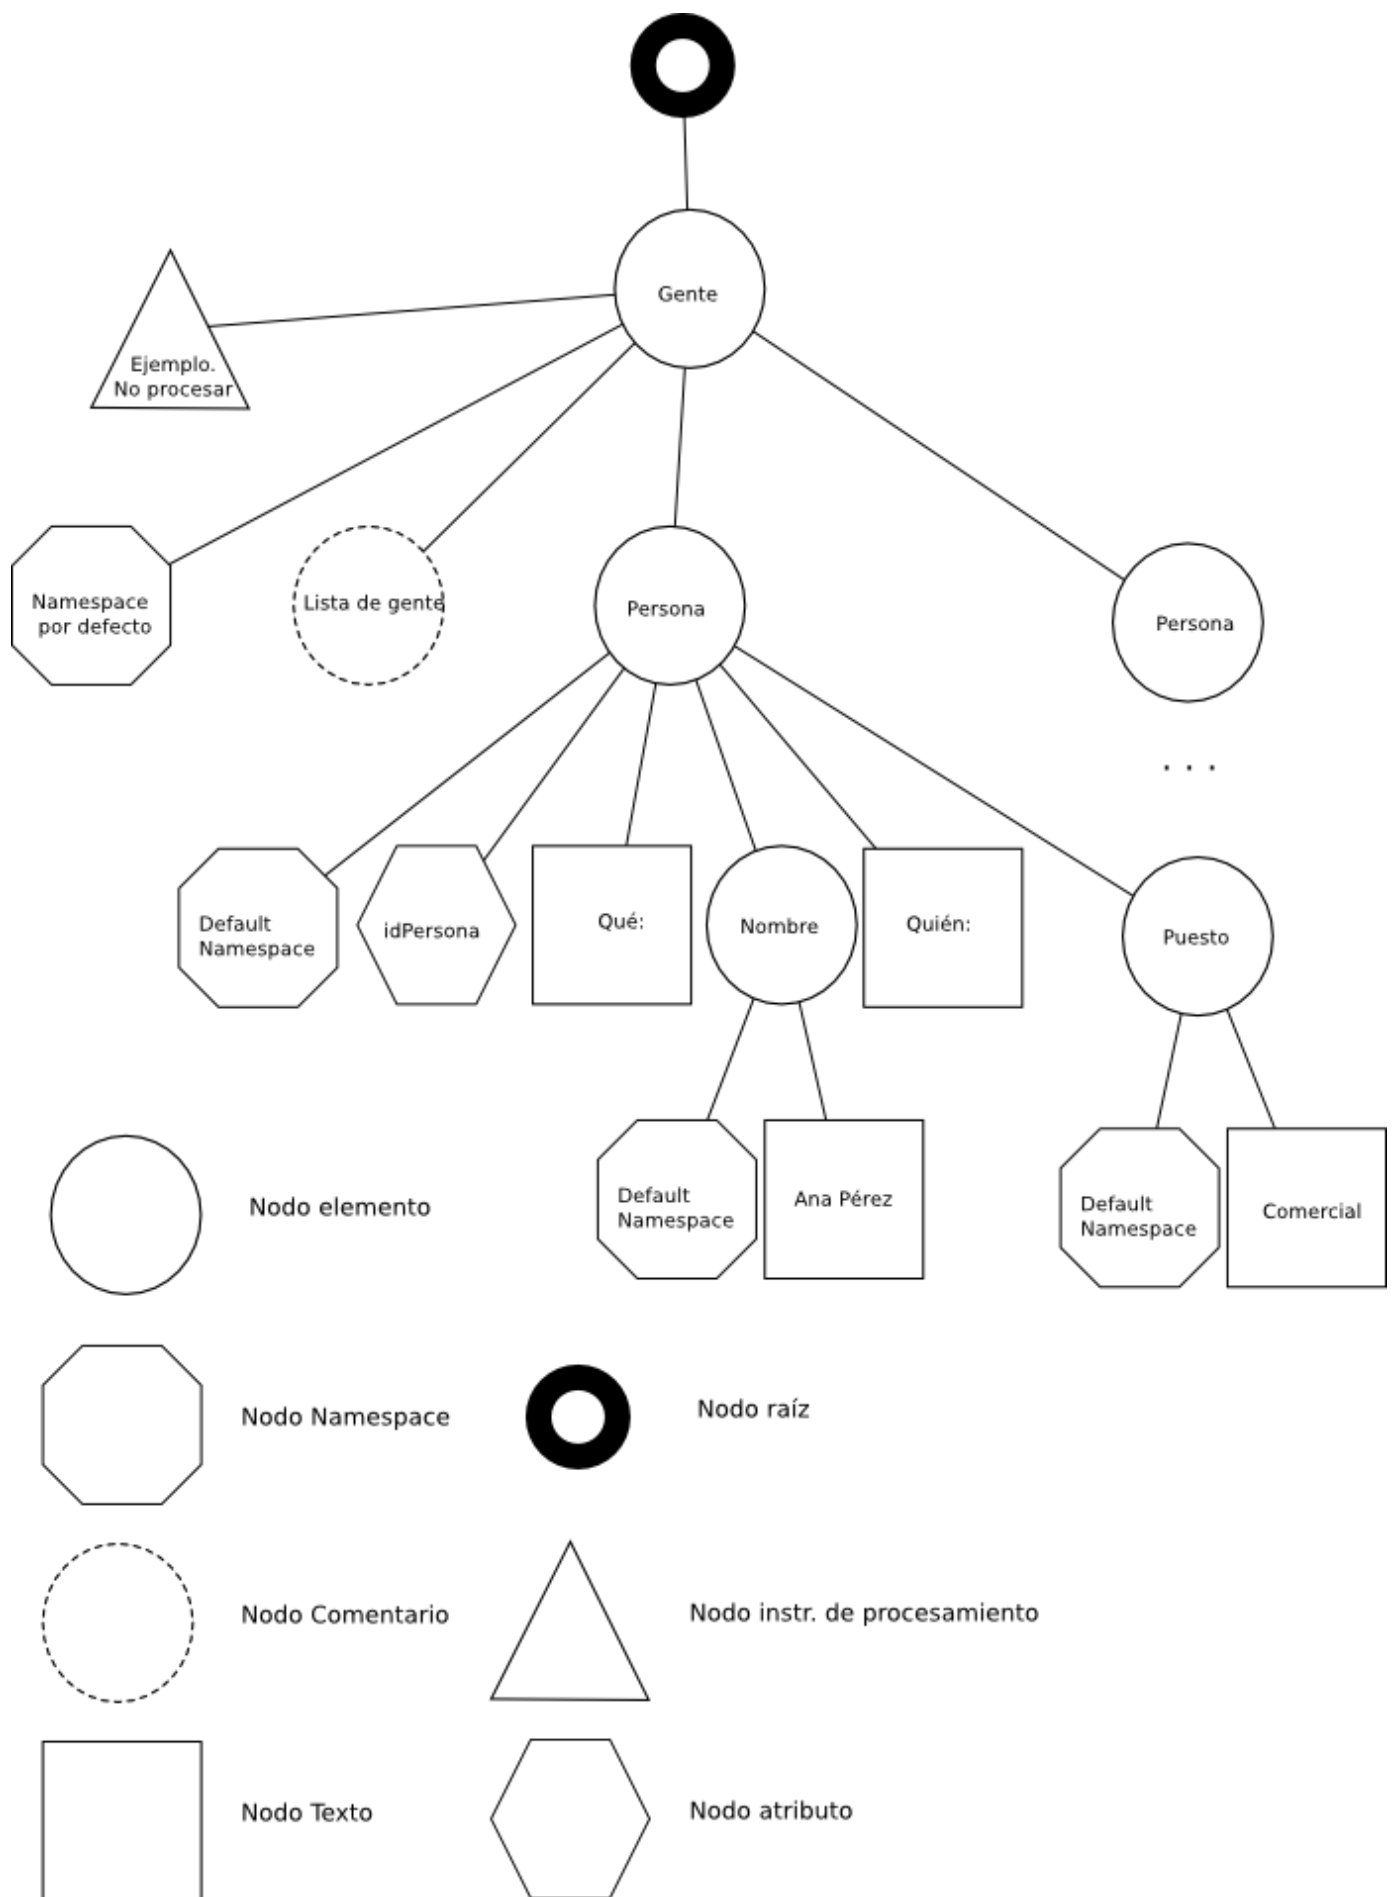 Gente
Ejemplo.
No procesar
Namespace
por defecto
Lista de gente
Persona
Persona
. . .
Default
Namespace
idPersona
Qué:
Nombre
Quién:
Puesto
Default
Namespace
Ana Pérez
Default
Namespace
Comercial
Nodo elemento
Nodo Namespace
Nodo raíz
Nodo Comentario
Nodo instr. de procesamiento
Nodo Texto
Nodo atributo